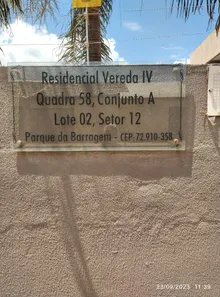 Residencial Vereda IV
Quadra 58, Conjunto A
Lote 02, Setor 12
Parque da Barragem - CEP 72.910-358
23/09/2023 11:39